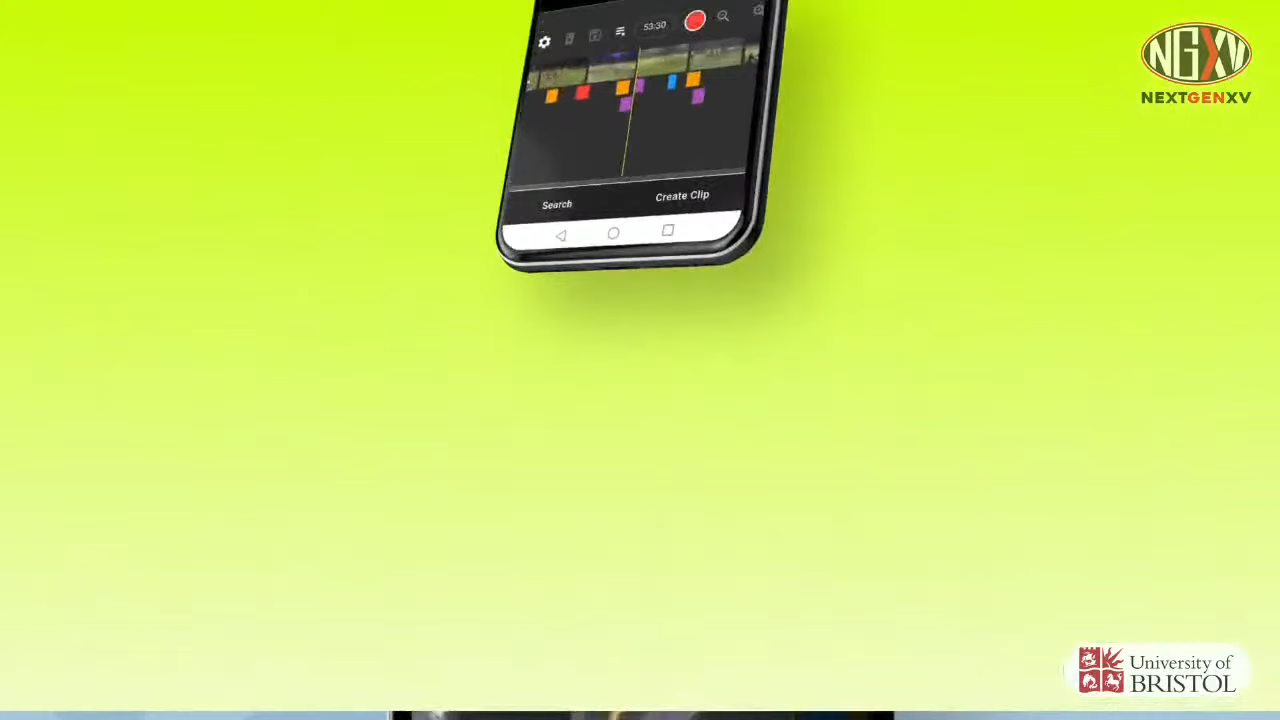 53:30
NGXV
NEXTGENXV
Search
Create Clip
University of
BRISTOL